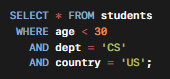 SELECT * FROM students
WHERE age < 30
AND dept = 'CS'
AND country = 'US';